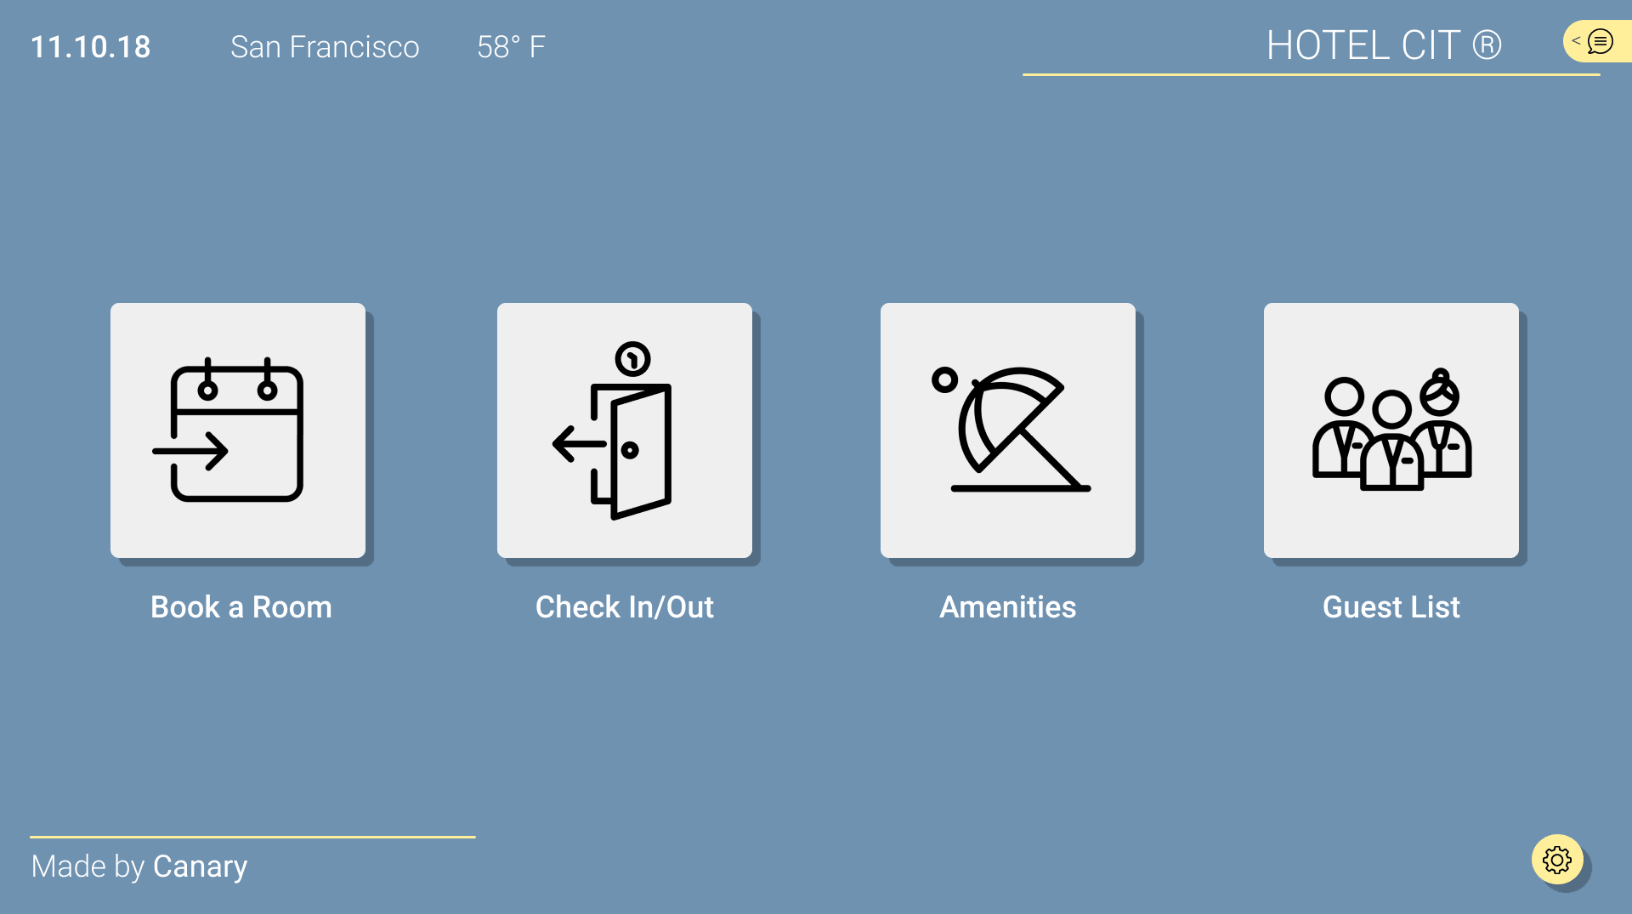 11.10.18 San Francisco 58° F
HOTEL CIT ®
<
Book a Room
Check In/Out
Amenities
Guest List
Made by Canary